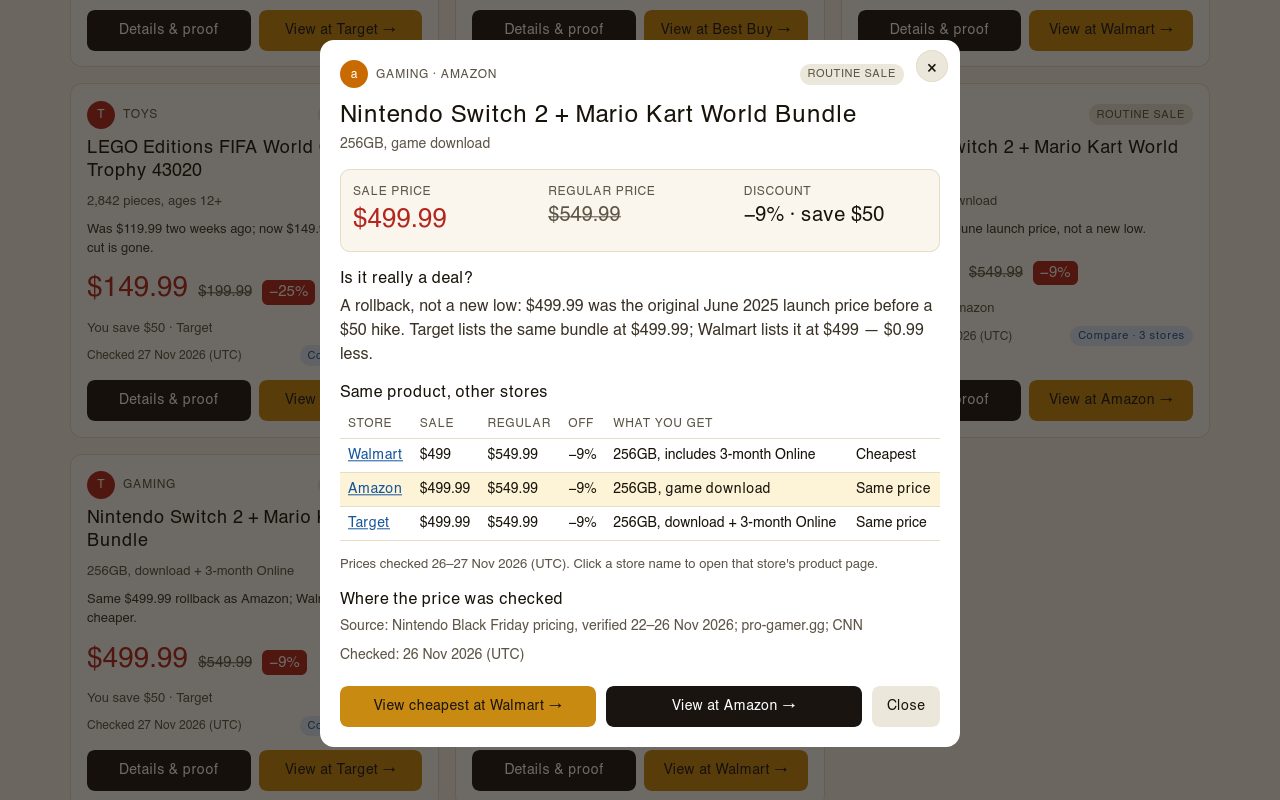 Details & proof
View at Target →
Details & proof
View at Best Buy →
Details & proof
View at Walmart →
a
GAMING · AMAZON
ROUTINE SALE
×
Nintendo Switch 2 + Mario Kart World Bundle
256GB, game download
SALE PRICE
$499.99
REGULAR PRICE
$549.99
DISCOUNT
−9% · save $50
Is it really a deal?
A rollback, not a new low: $499.99 was the original June 2025 launch price before a
$50 hike. Target lists the same bundle at $499.99; Walmart lists it at $499 — $0.99
less.
Same product, other stores
STORE SALE REGULAR OFF WHAT YOU GET
Walmart $499 $549.99 −9% 256GB, includes 3-month Online Cheapest
Amazon $499.99 $549.99 −9% 256GB, game download Same price
Target $499.99 $549.99 −9% 256GB, download + 3-month Online Same price
Prices checked 26–27 Nov 2026 (UTC). Click a store name to open that store's product page.
Where the price was checked
Source: Nintendo Black Friday pricing, verified 22–26 Nov 2026; pro-gamer.gg; CNN
Checked: 26 Nov 2026 (UTC)
View cheapest at Walmart →
View at Amazon →
Close
T
TOYS
LEGO Editions FIFA World
Trophy 43020
2,842 pieces, ages 12+
Was $119.99 two weeks ago; now $149.
cut is gone.
$149.99 $199.99 −25%
You save $50 · Target
Checked 27 Nov 2026 (UTC)
Details & proof
View
ROUTINE SALE
witch 2 + Mario Kart World
wnload
une launch price, not a new low.
$549.99 −9%
mazon
026 (UTC)
Compare · 3 stores
proof
View at Amazon →
T
GAMING
Nintendo Switch 2 + Mario
Bundle
256GB, download + 3-month Online
Same $499.99 rollback as Amazon;
cheaper.
$499.99 $549.99 −9%
You save $50 · Target
Checked 27 Nov 2026 (UTC)
Details & proof
View at Target →
Details & proof
View at Walmart →